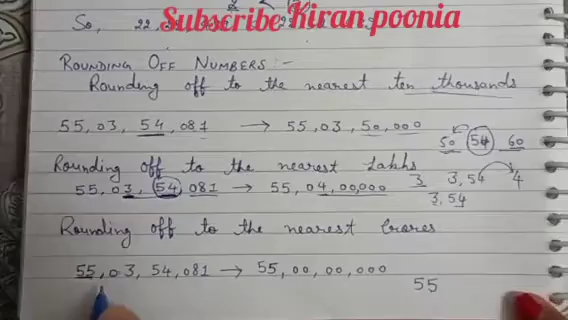 So, 22,
Subscribe Kiran poonia
ROUNDING OFF NUMBERS :-
Rounding off to the nearest ten thousands
55,03,54,081 → 55,03,50,000
50 54 60
Rounding off to the nearest Lakhs
55,03,54,081 → 55,04,00,000 3 3,54 4
3,54
Rounding off to the nearest Crores
55,03,54,081 → 55,00,00,000
55